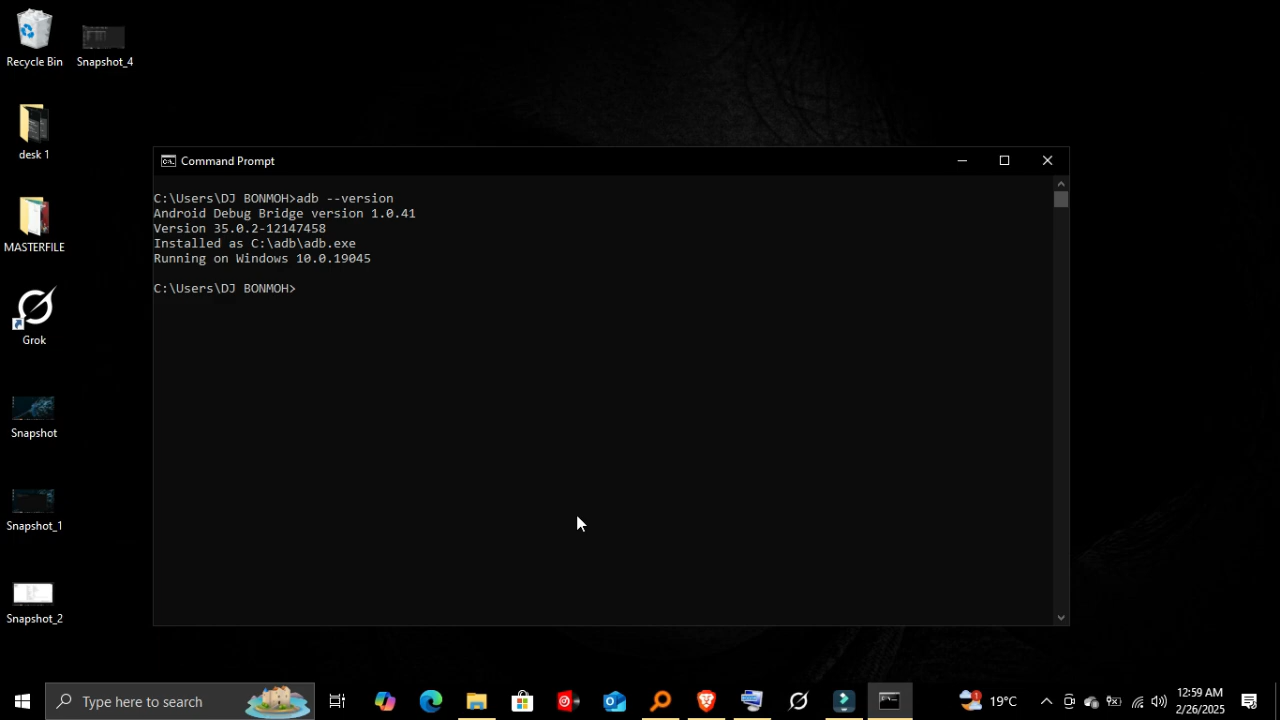 Recycle Bin
Snapshot_4
desk 1
MASTERFILE
Grok
Snapshot
Snapshot_1
Snapshot_2
Command Prompt
C:\Users\DJ BONMOH>adb --version
Android Debug Bridge version 1.0.41
Version 35.0.2-12147458
Installed as C:\adb\adb.exe
Running on Windows 10.0.19045
C:\Users\DJ BONMOH>
Type here to search
1
19°C
12:59 AM
2/26/2025